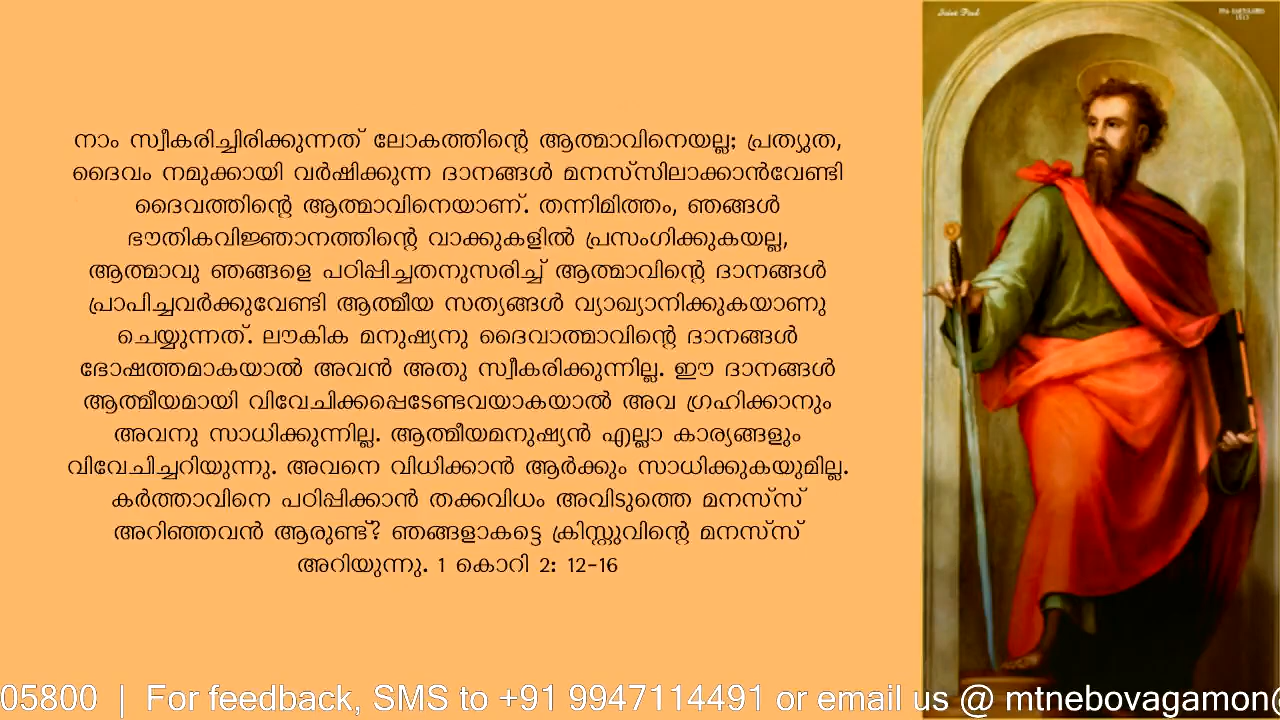 Saint Paul
നാം സ്വീകരിച്ചിരിക്കുന്നത് ലോകത്തിന്റെ ആത്മാവിനെയല്ല; പ്രത്യുത,
ദൈവം നമുക്കായി വർഷിക്കുന്ന ദാനങ്ങൾ മനസ്‌സിലാക്കാൻവേണ്ടി
ദൈവത്തിന്റെ ആത്മാവിനെയാണ്. തന്നിമിത്തം, ഞങ്ങൾ
ഭൗതികവിജ്ഞാനത്തിന്റെ വാക്കുകളിൽ പ്രസംഗിക്കുകയല്ല,
ആത്മാവു ഞങ്ങളെ പഠിപ്പിച്ചതനുസരിച്ച് ആത്മാവിന്റെ ദാനങ്ങൾ
പ്രാപിച്ചവർക്കുവേണ്ടി ആത്മീയ സത്യങ്ങൾ വ്യാഖ്യാനിക്കുകയാണു
ചെയ്യുന്നത്. ലൗകിക മനുഷ്യനു ദൈവാത്മാവിന്റെ ദാനങ്ങൾ
ഭോഷത്തമാകയാൽ അവൻ അതു സ്വീകരിക്കുന്നില്ല. ഈ ദാനങ്ങൾ
ആത്മീയമായി വിവേചിക്കപ്പെടേണ്ടവയാകയാൽ അവ ഗ്രഹിക്കാനും
അവനു സാധിക്കുന്നില്ല. ആത്മീയമനുഷ്യൻ എല്ലാ കാര്യങ്ങളും
വിവേചിച്ചറിയുന്നു. അവനെ വിധിക്കാൻ ആർക്കും സാധിക്കുകയുമില്ല.
കർത്താവിനെ പഠിപ്പിക്കാൻ തക്കവിധം അവിടുത്തെ മനസ്‌സ്
അറിഞ്ഞവൻ ആരുണ്ട്? ഞങ്ങളാകട്ടെ ക്രിസ്തുവിന്റെ മനസ്‌സ്
അറിയുന്നു. 1 കൊറി 2: 12-16
05800 | For feedback, SMS to +91 9947114491 or email us @ mtnebovagamon@